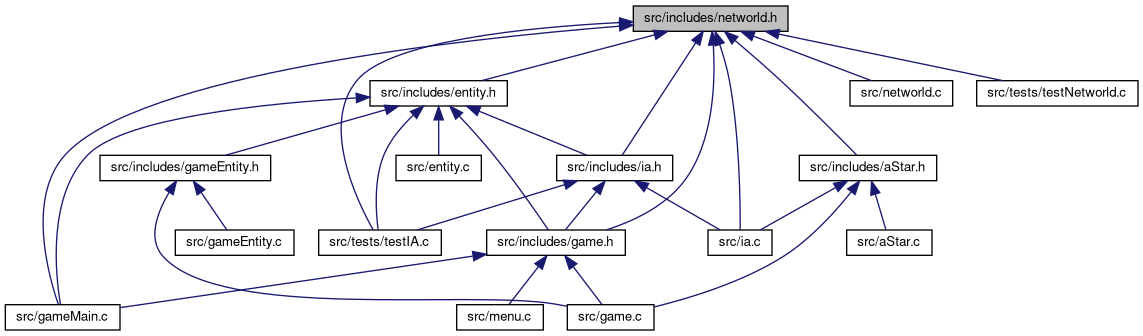 src/includes/networld.h
src/includes/entity.h
src/networld.c
src/tests/testNetworld.c
src/includes/gameEntity.h
src/entity.c
src/includes/ia.h
src/includes/aStar.h
src/gameEntity.c
src/tests/testIA.c
src/includes/game.h
src/ia.c
src/aStar.c
src/gameMain.c
src/menu.c
src/game.c